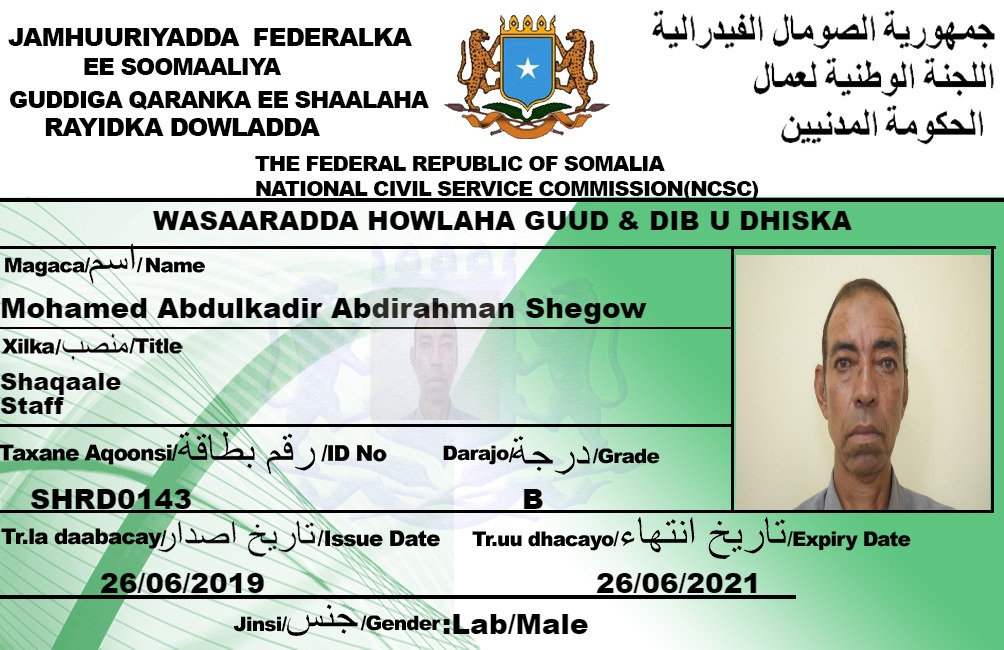 JAMHUURIYADDA FEDERALKA
EE SOOMAALIYA
GUDDIGA QARANKA EE SHAALAHA
RAYIDKA DOWLADDA
جمهورية الصومال الفيدرالية
اللجنة الوطنية لعمال
الحكومة المدنيين
THE FEDERAL REPUBLIC OF SOMALIA
NATIONAL CIVIL SERVICE COMMISSION(NCSC)
WASAARADDA HOWLAHA GUUD & DIB U DHISKA
Magaca/اسم/Name
Mohamed Abdulkadir Abdirahman Shegow
Xilka/منصب/Title
Shaqaale
Staff
Taxane Aqoonsi/رقم بطاقة/ID No
Darajo/درجة/Grade
SHRD0143
B
Tr.la daabacay/تاريخ اصدار/Issue Date
Tr.uu dhacayo/تاريخ انتهاء/Expiry Date
26/06/2019
26/06/2021
Jinsi/جنس/Gender:Lab/Male